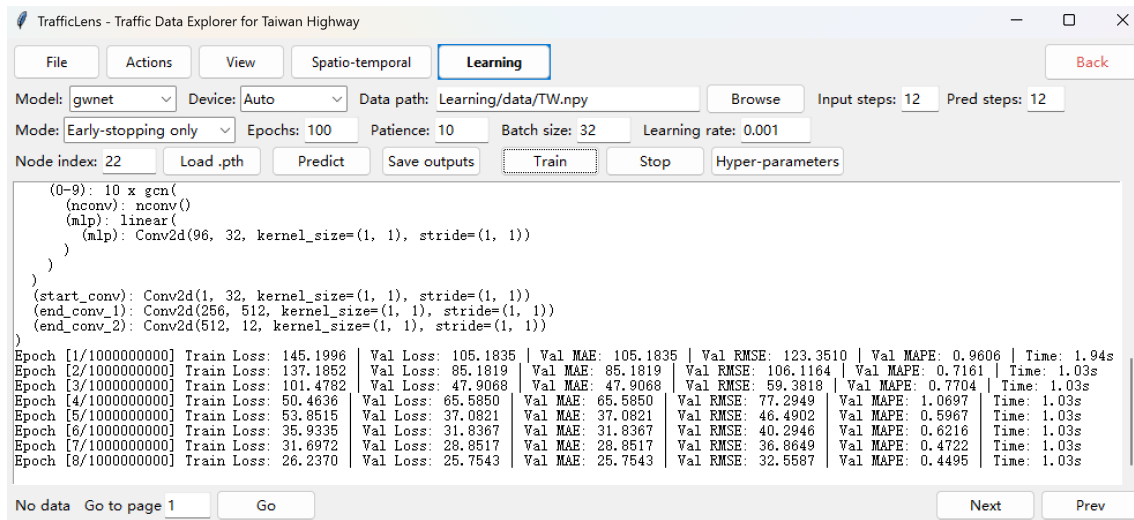 TrafficLens - Traffic Data Explorer for Taiwan Highway
File Actions View Spatio-temporal Learning Back
Model: gwnet Device: Auto Data path: Learning/data/TW.npy Browse Input steps: 12 Pred steps: 12
Mode: Early-stopping only Epochs: 100 Patience: 10 Batch size: 32 Learning rate: 0.001
Node index: 22 Load .pth Predict Save outputs Train Stop Hyper-parameters
(0-9): 10 x gcn(
(nconv): nconv()
(mlp): linear(
(mlp): Conv2d(96, 32, kernel_size=(1, 1), stride=(1, 1))
)
)
)
(start_conv): Conv2d(1, 32, kernel_size=(1, 1), stride=(1, 1))
(end_conv_1): Conv2d(256, 512, kernel_size=(1, 1), stride=(1, 1))
(end_conv_2): Conv2d(512, 12, kernel_size=(1, 1), stride=(1, 1))
)
Epoch [1/1000000000] Train Loss: 145.1996 | Val Loss: 105.1835 | Val MAE: 105.1835 | Val RMSE: 123.3510 | Val MAPE: 0.9606 | Time: 1.94s
Epoch [2/1000000000] Train Loss: 137.1852 | Val Loss: 85.1819 | Val MAE: 85.1819 | Val RMSE: 106.1164 | Val MAPE: 0.7161 | Time: 1.03s
Epoch [3/1000000000] Train Loss: 101.4782 | Val Loss: 47.9068 | Val MAE: 47.9068 | Val RMSE: 59.3818 | Val MAPE: 0.7704 | Time: 1.03s
Epoch [4/1000000000] Train Loss: 50.4636 | Val Loss: 65.5850 | Val MAE: 65.5850 | Val RMSE: 77.2949 | Val MAPE: 1.0697 | Time: 1.03s
Epoch [5/1000000000] Train Loss: 53.8515 | Val Loss: 37.0821 | Val MAE: 37.0821 | Val RMSE: 46.4902 | Val MAPE: 0.5967 | Time: 1.03s
Epoch [6/1000000000] Train Loss: 35.9335 | Val Loss: 31.8367 | Val MAE: 31.8367 | Val RMSE: 40.2946 | Val MAPE: 0.6216 | Time: 1.03s
Epoch [7/1000000000] Train Loss: 31.6972 | Val Loss: 28.8517 | Val MAE: 28.8517 | Val RMSE: 36.8649 | Val MAPE: 0.4722 | Time: 1.03s
Epoch [8/1000000000] Train Loss: 26.2370 | Val Loss: 25.7543 | Val MAE: 25.7543 | Val RMSE: 32.5587 | Val MAPE: 0.4495 | Time: 1.03s
No data Go to page 1 Go Next Prev